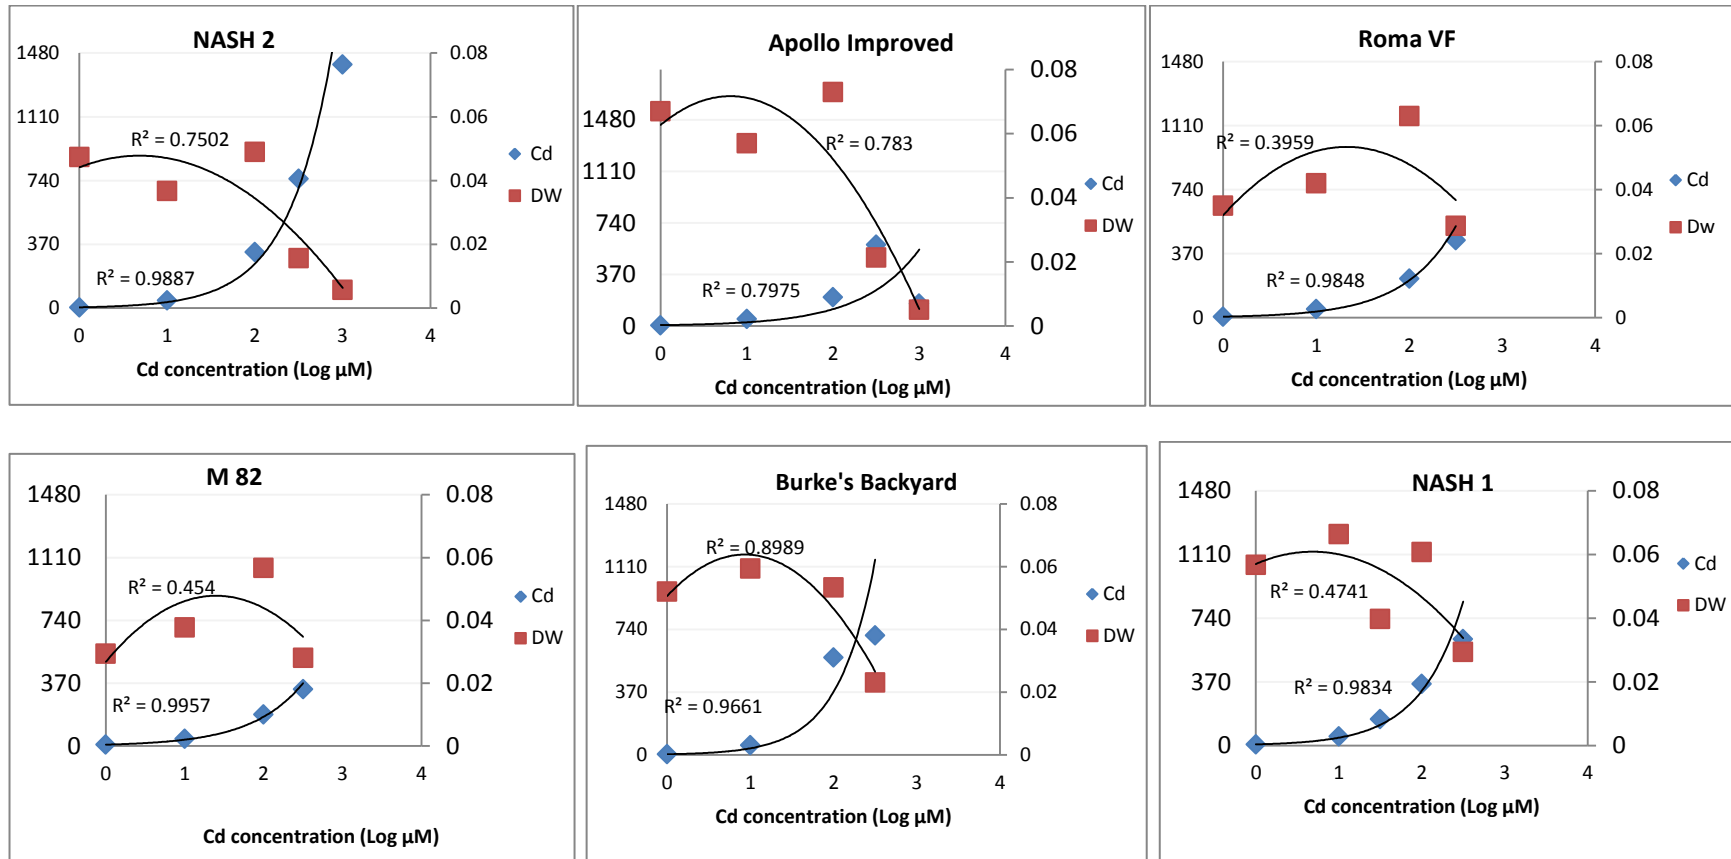 NASH 2
1480
1110
740
370
0
0.08
0.06
0.04
0.02
0
R² = 0.7502
R² = 0.9887
Cd
DW
0 1 2 3 4
Cd concentration (Log µM)
Apollo Improved
1480
1110
740
370
0
0.08
0.06
0.04
0.02
0
R² = 0.783
R² = 0.7975
Cd
DW
0 1 2 3 4
Cd concentration (Log µM)
Roma VF
1480
1110
740
370
0
0.08
0.06
0.04
0.02
0
R² = 0.3959
R² = 0.9848
Cd
Dw
0 1 2 3 4
Cd concentration (Log µM)
M 82
1480
1110
740
370
0
0.08
0.06
0.04
0.02
0
R² = 0.454
R² = 0.9957
Cd
DW
0 1 2 3 4
Cd concentration (Log µM)
Burke's Backyard
1480
1110
740
370
0
0.08
0.06
0.04
0.02
0
R² = 0.8989
R² = 0.9661
Cd
DW
0 1 2 3 4
Cd concentration (Log µM)
NASH 1
1480
1110
740
370
0
0.08
0.06
0.04
0.02
0
R² = 0.4741
R² = 0.9834
Cd
DW
0 1 2 3 4
Cd concentration (Log µM)